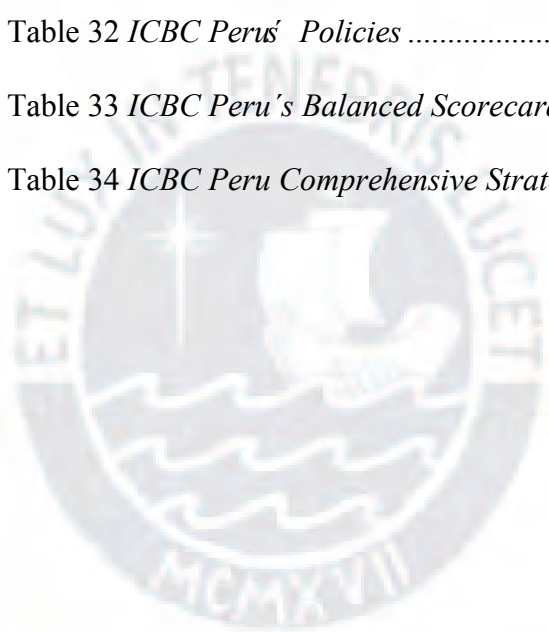 Table 32 ICBC Perus´ Policies ..................
Table 33 ICBC Peru´s Balanced Scorecard
Table 34 ICBC Peru Comprehensive Strat
ET LUX IN TENEBRIS LUCET
MCMXVII